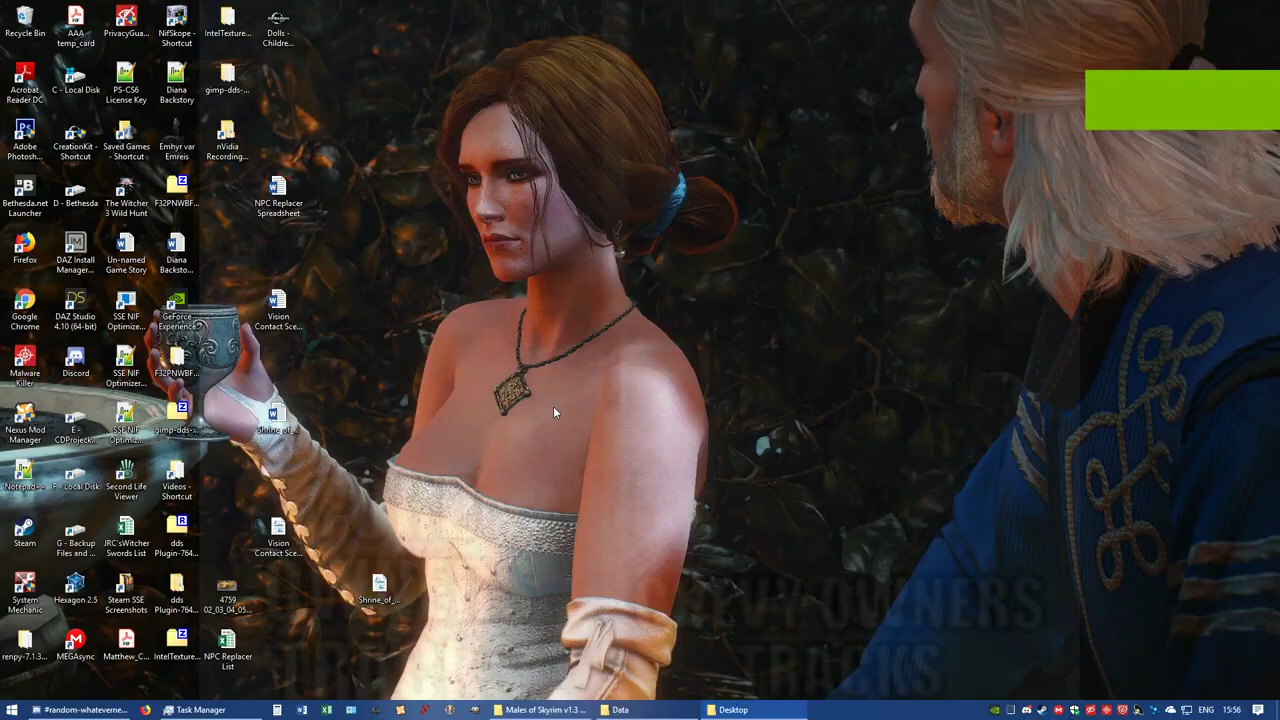 Recycle Bin
AAA
temp_card
PrivacyGua...
NifSkope -
Shortcut
IntelTexture...
Dolls -
Childre...
Acrobat
Reader DC
C - Local Disk
PS-CS6
License Key
Diana
Backstory
gimp-dds-...
Adobe
Photosh...
CreationKit -
Shortcut
Saved Games
- Shortcut
Emhyr var
Emreis
nVidia
Recording...
Bethesda.net
Launcher
D - Bethesda
The Witcher
3 Wild Hunt
F32PNWBF...
NPC Replacer
Spreadsheet
Firefox
DAZ Install
Manager...
Un-named
Game Story
Diana
Backsto...
Google
Chrome
DAZ Studio
4.10 (64-bit)
SSE NIF
Optimize...
GeForce
Experience
Vision
Contact Sce...
Malware
Killer
Discord
SSE NIF
Optimizer...
F32PNWBF...
Nexus Mod
Manager
E -
CDProjeck...
SSE NIF
Optimiz...
gimp-dds-...
Shrine_of_...
Notepad++
F - Local Disk
Second Life
Viewer
Videos -
Shortcut
Steam
G - Backup
Files and ...
JRC'sWitcher
Swords List
dds
Plugin-764...
Vision
Contact Sce...
System
Mechanic
Hexagon 2.5
Steam SSE
Screenshots
dds
Plugin-764...
4759
02_03_04_05...
Shrine_of_...
renpy-7.1.3...
MEGAsync
Matthew_C...
IntelTexture...
NPC Replacer
List
TRACKS
#random-whateverne...
Task Manager
Males of Skyrim v1.3 ...
Data
Desktop
ENG
15:56